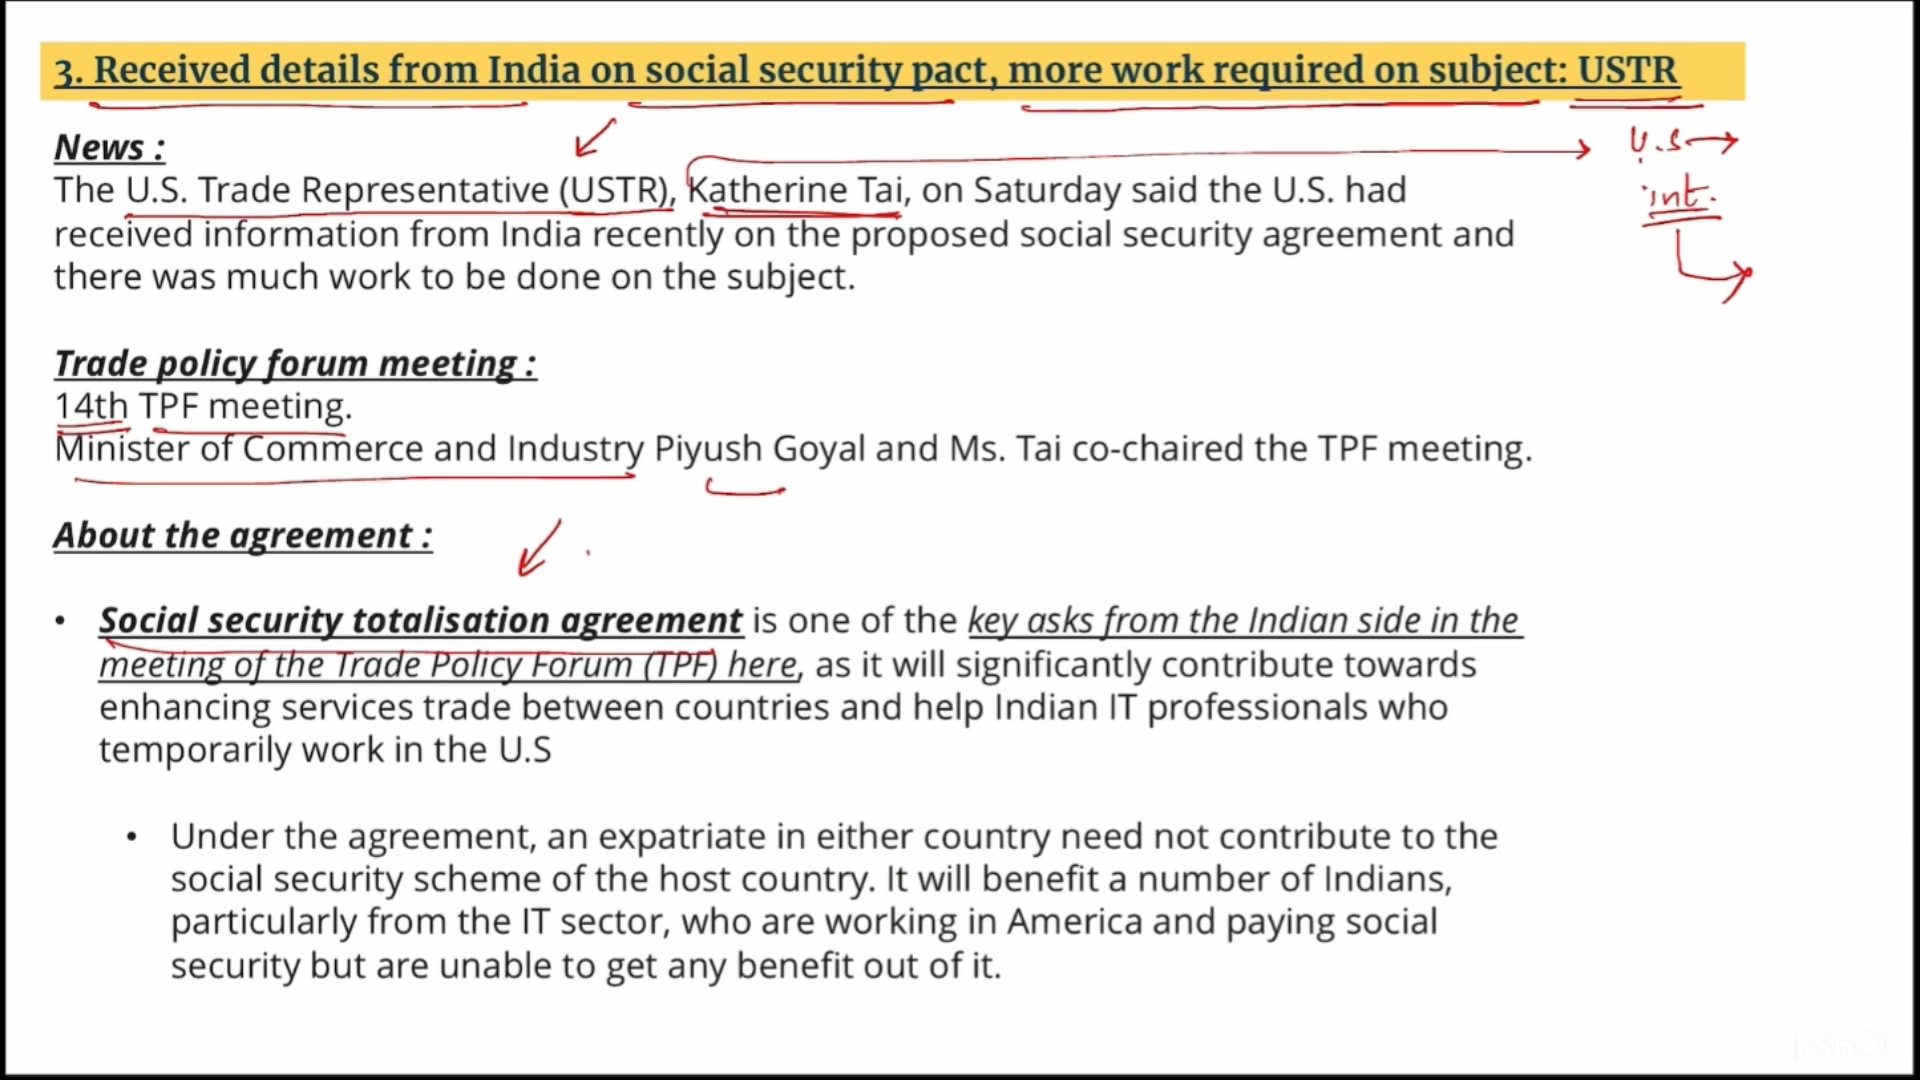 3. Received details from India on social security pact, more work required on subject: USTR
News :
U.S
The U.S. Trade Representative (USTR), Katherine Tai, on Saturday said the U.S. had
int.
received information from India recently on the proposed social security agreement and
there was much work to be done on the subject.
Trade policy forum meeting :
14th TPF meeting.
Minister of Commerce and Industry Piyush Goyal and Ms. Tai co-chaired the TPF meeting.
About the agreement :
• Social security totalisation agreement is one of the key asks from the Indian side in the
meeting of the Trade Policy Forum (TPF) here, as it will significantly contribute towards
enhancing services trade between countries and help Indian IT professionals who
temporarily work in the U.S
• Under the agreement, an expatriate in either country need not contribute to the
social security scheme of the host country. It will benefit a number of Indians,
particularly from the IT sector, who are working in America and paying social
security but are unable to get any benefit out of it.